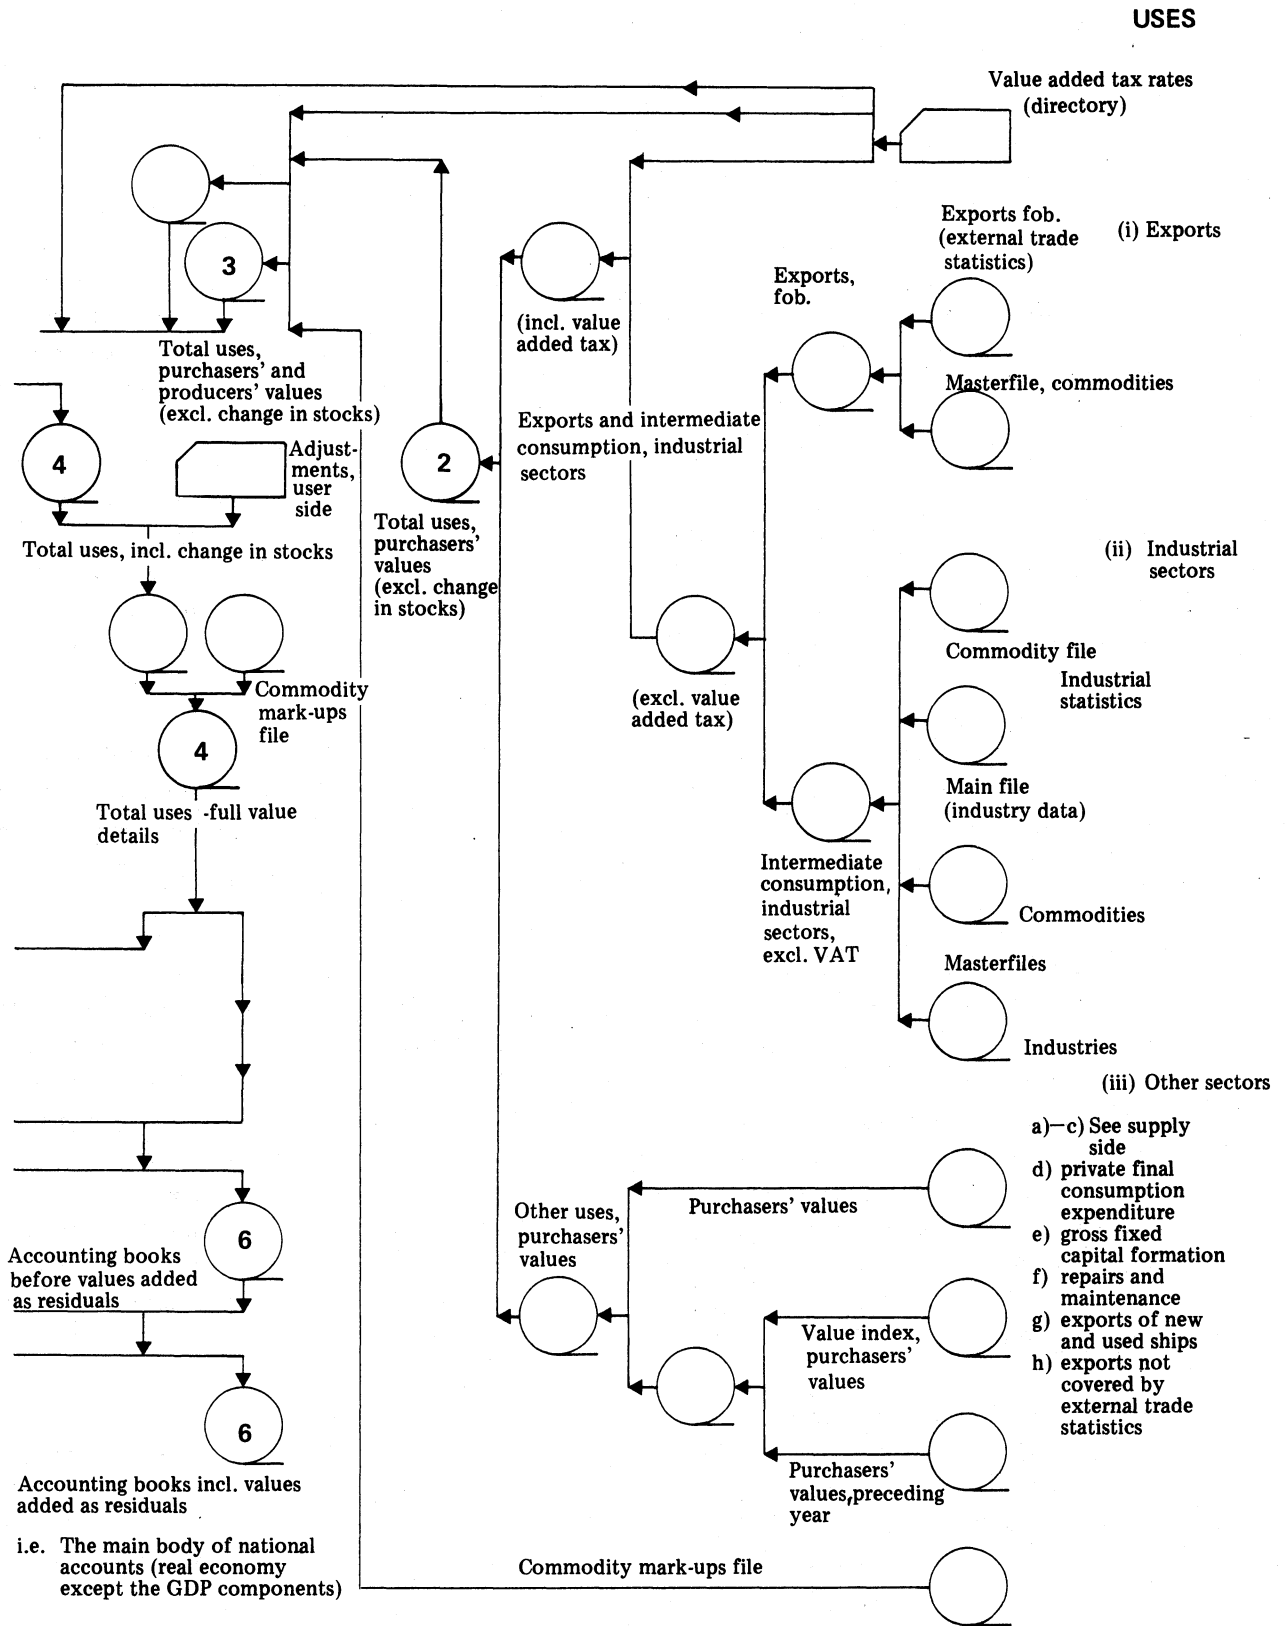 USES
Value added tax rates
(directory)
Exports fob.
(external trade
statistics)
(i) Exports
3
Exports,
fob.
(incl. value
added tax)
Total uses,
purchasers' and
producers' values
(excl. change in stocks)
Masterfile, commodities
Exports and intermediate
consumption, industrial
sectors
4
Adjust-
ments,
user
side
2
Total uses,
purchasers'
values
(excl. change
in stocks)
Total uses, incl. change in stocks
(ii) Industrial
sectors
Commodity file
Industrial
statistics
Commodity
mark-ups
file
(excl. value
added tax)
4
Main file
(industry data)
Total uses -full value
details
Intermediate
consumption,
industrial
sectors,
excl. VAT
Commodities
Masterfiles
Industries
(iii) Other sectors
a)—c) See supply
side
d) private final
consumption
expenditure
e) gross fixed
capital formation
f) repairs and
maintenance
g) exports of new
and used ships
h) exports not
covered by
external trade
statistics
Purchasers' values
Other uses,
purchasers'
values
6
Accounting books
before values added
as residuals
Value index,
purchasers'
values
6
Purchasers'
values,preceding
year
Accounting books incl. values
added as residuals
i.e. The main body of national
accounts (real economy
except the GDP components)
Commodity mark-ups file